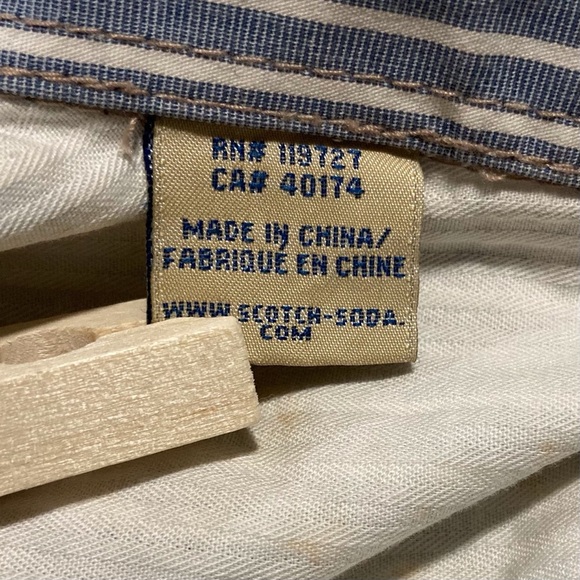 RN# 119727
CA# 40174
MADE IN CHINA/
FABRIQUE EN CHINE
WWW.SCOTCH-SODA.
COM